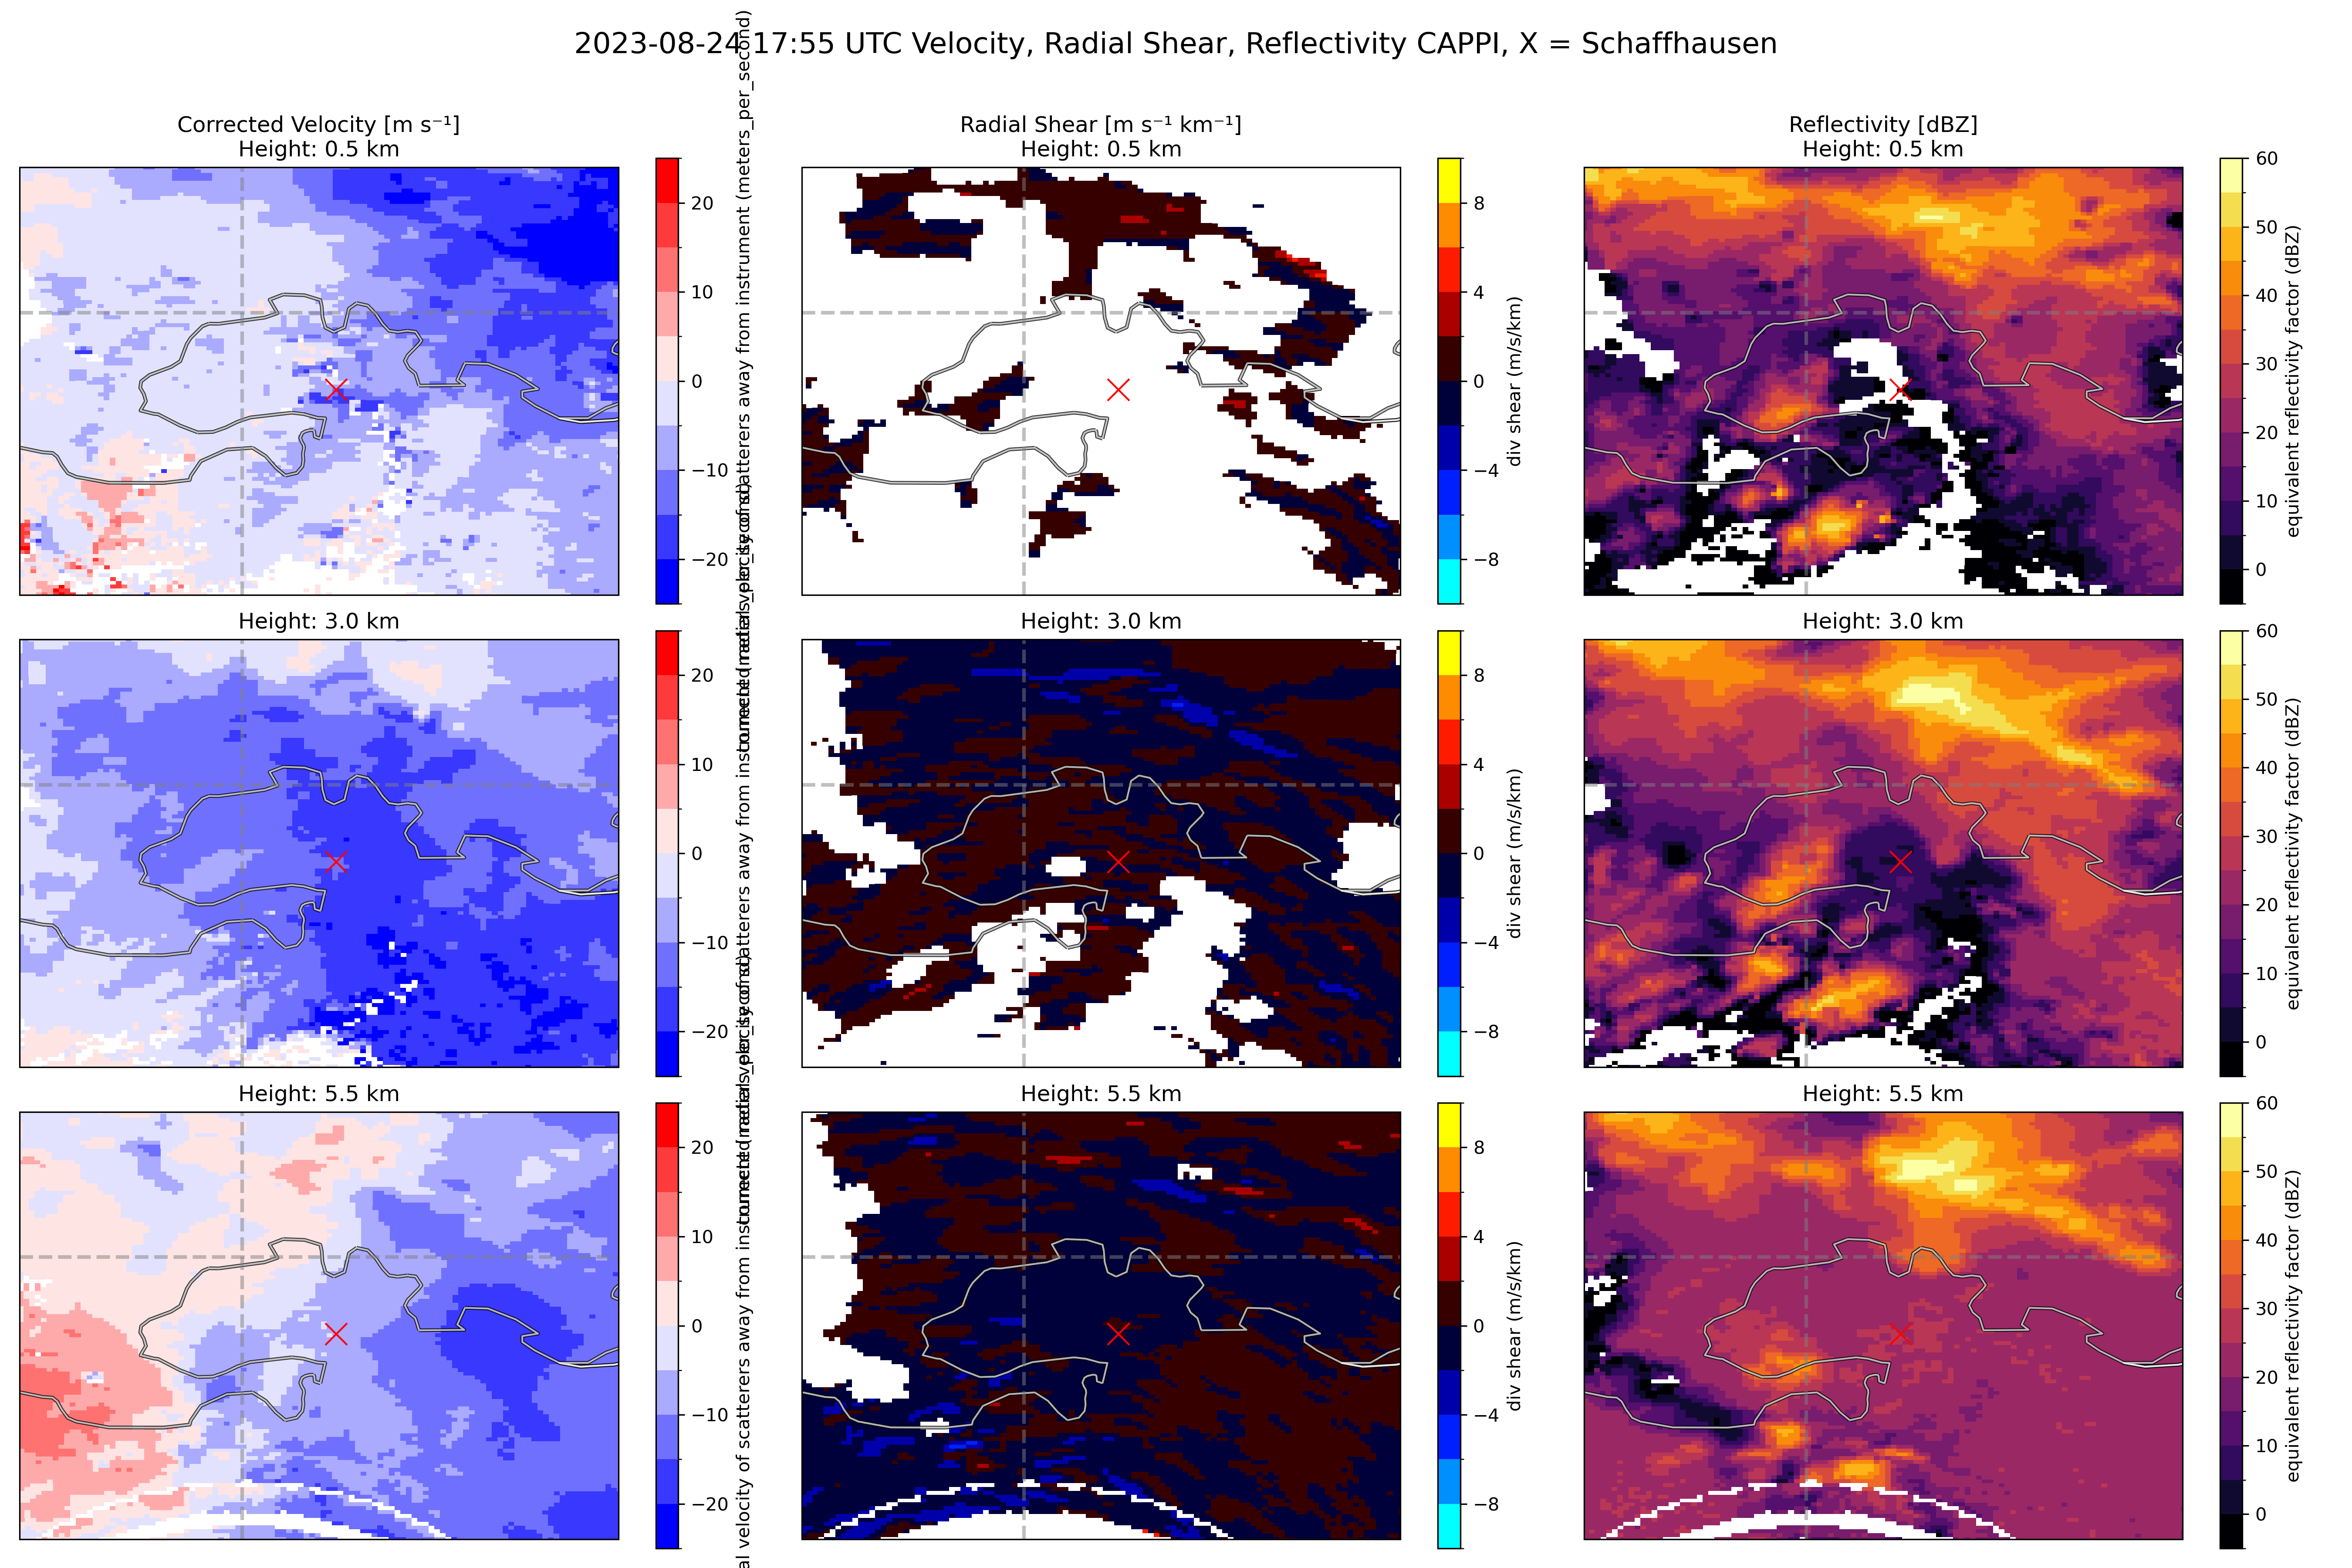 2023-08-24 17:55 UTC Velocity, Radial Shear, Reflectivity CAPPI, X = Schaffhausen
Corrected Velocity [m s⁻¹]
Height: 0.5 km
20
10
0
−10
−20
Radial Shear [m s⁻¹ km⁻¹]
Height: 0.5 km
8
4
0
−4
−8
div shear (m/s/km)
Reflectivity [dBZ]
Height: 0.5 km
60
50
40
30
20
10
0
equivalent reflectivity factor (dBZ)
Height: 3.0 km
20
10
0
−10
−20
away from instrument (meters_per_second)
Height: 3.0 km
8
4
0
−4
−8
div shear (m/s/km)
Height: 3.0 km
60
50
40
30
20
10
0
equivalent reflectivity factor (dBZ)
Height: 5.5 km
20
10
0
−10
−20
velocity of scatterers away from
Height: 5.5 km
8
4
0
−4
−8
div shear (m/s/km)
Height: 5.5 km
60
50
40
30
20
10
0
equivalent reflectivity factor (dBZ)